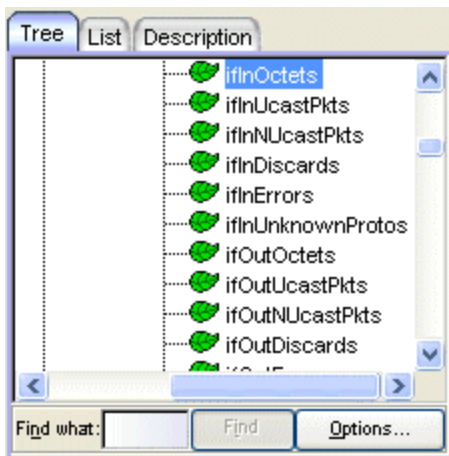 Tree List Description
ifInOctets
ifInUcastPkts
ifInNUcastPkts
ifInDiscards
ifInErrors
ifInUnknownProtos
ifOutOctets
ifOutUcastPkts
ifOutNUcastPkts
ifOutDiscards
Find what: Find Options...